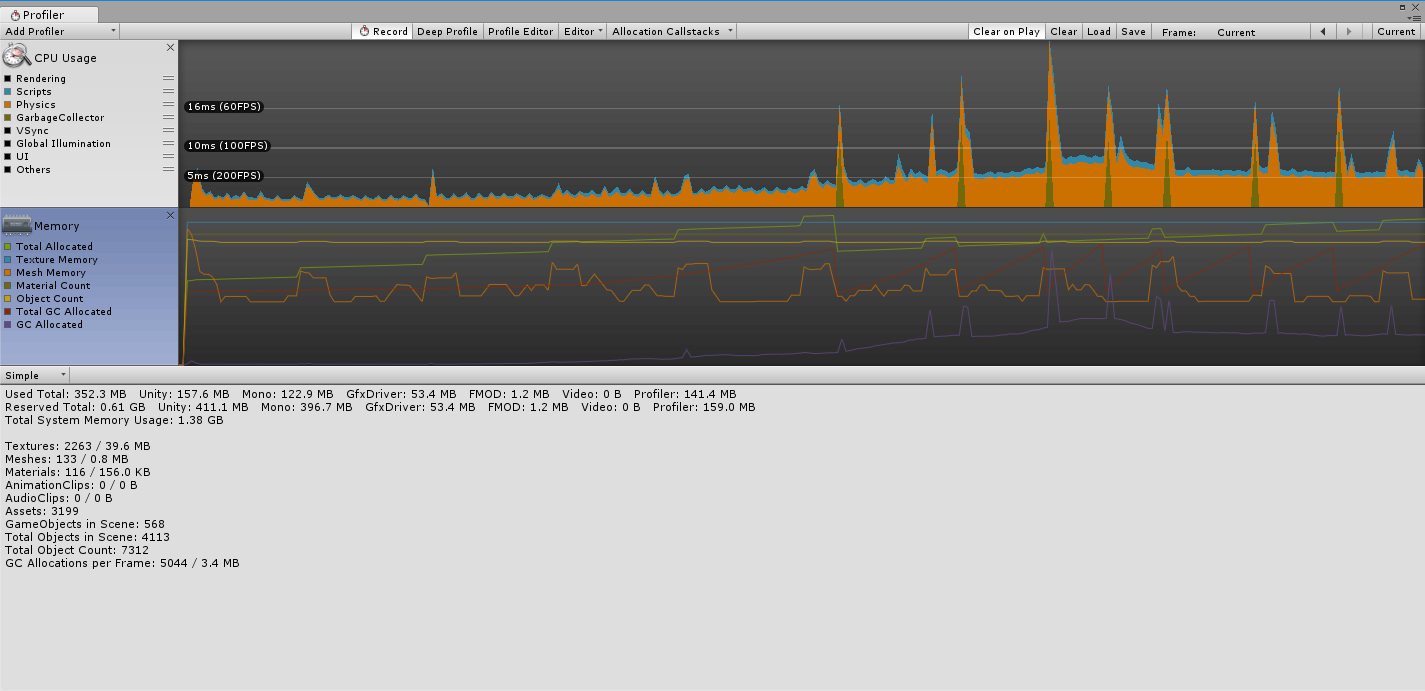 Profiler
Add Profiler
Record
Deep Profile
Profile Editor
Editor
Allocation Callstacks
Clear on Play
Clear
Load
Save
Frame:
Current
Current
CPU Usage
Rendering
Scripts
Physics
GarbageCollector
VSync
Global Illumination
UI
Others
16ms (60FPS)
10ms (100FPS)
5ms (200FPS)
Memory
Total Allocated
Texture Memory
Mesh Memory
Material Count
Object Count
Total GC Allocated
GC Allocated
Simple
Used Total: 352.3 MB Unity: 157.6 MB Mono: 122.9 MB GfxDriver: 53.4 MB FMOD: 1.2 MB Video: 0 B Profiler: 141.4 MB
Reserved Total: 0.61 GB Unity: 411.1 MB Mono: 396.7 MB GfxDriver: 53.4 MB FMOD: 1.2 MB Video: 0 B Profiler: 159.0 MB
Total System Memory Usage: 1.38 GB
Textures: 2263 / 39.6 MB
Meshes: 133 / 0.8 MB
Materials: 116 / 156.0 KB
AnimationClips: 0 / 0 B
AudioClips: 0 / 0 B
Assets: 3199
GameObjects in Scene: 568
Total Objects in Scene: 4113
Total Object Count: 7312
GC Allocations per Frame: 5044 / 3.4 MB